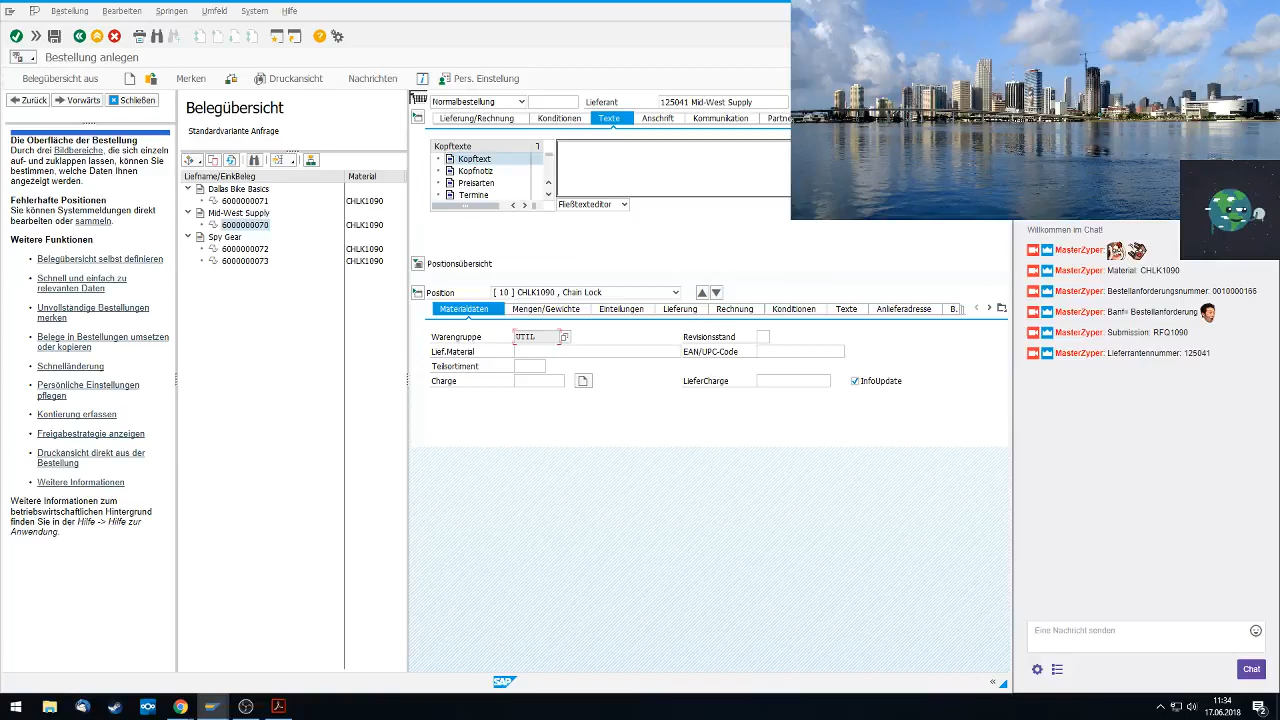 Bestellung Bearbeiten Springen Umfeld System Hilfe
Bestellung anlegen
Belegübersicht aus Merken Druckansicht Nachrichten Pers. Einstellung
Zurück Vorwärts Schließen
Die Oberfläche der Bestellung
Durch drei Bildbereiche, die sich einzeln
auf- und zuklappen lassen, können Sie
bestimmen, welche Daten Ihnen
angezeigt werden.
Fehlerhafte Positionen
Sie können Systemmeldungen direkt
bearbeiten oder sammeln.
Weitere Funktionen
Belegübersicht selbst definieren
Schnell und einfach zu
relevanten Daten
Unvollständige Bestellungen
merken
Belege in Bestellungen umsetzen
oder kopieren
Schnelländerung
Persönliche Einstellungen
pflegen
Kontierung erfassen
Freigabestrategie anzeigen
Druckansicht direkt aus der
Bestellung
Weitere Informationen
Weitere Informationen zum
betriebswirtschaftlichen Hintergrund
finden Sie in der Hilfe -> Hilfe zur
Anwendung.
Belegübersicht
Standardvariante Anfrage
Liefname/EinkBeleg Material
Dallas Bike Basics
6000000071 CHLK1090
Mid-West Supply
6000000070 CHLK1090
Spy Gear
6000000072 CHLK1090
6000000073 CHLK1090
Normalbestellung Lieferant 125041 Mid-West Supply
Lieferung/Rechnung Konditionen Texte Anschrift Kommunikation Partne
Kopftexte
Kopftext
Kopfnotiz
Preisarten
Termine
Fließtexteditor
Positionsübersicht
Position [ 10 ] CHLK1090 , Chain Lock
Materialdaten Mengen/Gewichte Einteilungen Lieferung Rechnung Konditionen Texte Anlieferadresse B.
Warengruppe UTIL Revisionsstand
Lief.Material EAN/UPC-Code
Teilsortiment
Charge LieferCharge InfoUpdate
SAP
Willkommen im Chat!
MasterZyper:
MasterZyper: Material: CHLK1090
MasterZyper: Bestellanforderungsnummer: 0010000166
MasterZyper: Banf= Bestellanforderung
MasterZyper: Submission: RFQ1090
MasterZyper: Lieferrantennummer: 125041
Eine Nachricht senden
Chat
11:34
17.06.2018
2